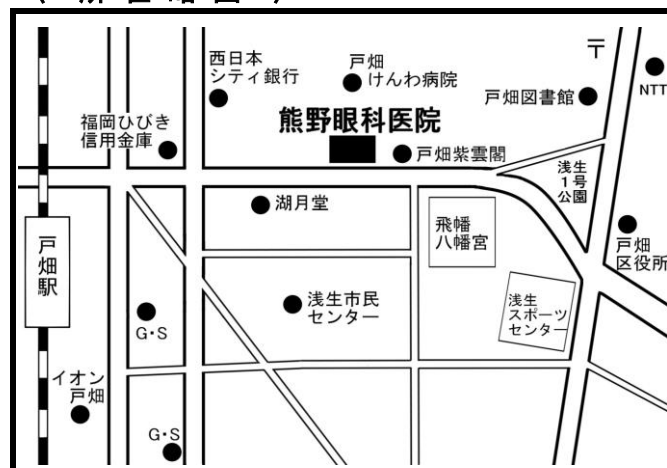 （所在略図）
西日本
シティ銀行
戸畑
けんわ病院
〒
戸畑図書館
NTT
福岡ひびき
信用金庫
熊野眼科医院
戸畑紫雲閣
浅生
1号
公園
湖月堂
飛幡
八幡宮
戸畑
区役所
戸畑駅
浅生市民
センター
浅生
スポーツ
センター
G・S
イオン
戸畑
G・S